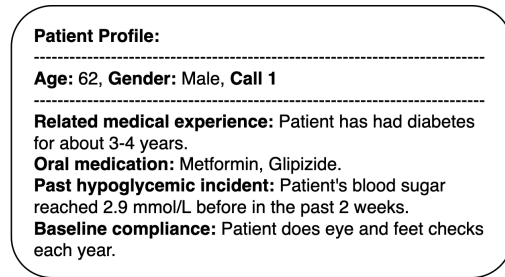 Patient Profile:
--------------------------------------------------------------------------------
Age: 62, Gender: Male, Call 1
--------------------------------------------------------------------------------
Related medical experience: Patient has had diabetes
for about 3-4 years.
Oral medication: Metformin, Glipizide.
Past hypoglycemic incident: Patient's blood sugar
reached 2.9 mmol/L before in the past 2 weeks.
Baseline compliance: Patient does eye and feet checks
each year.